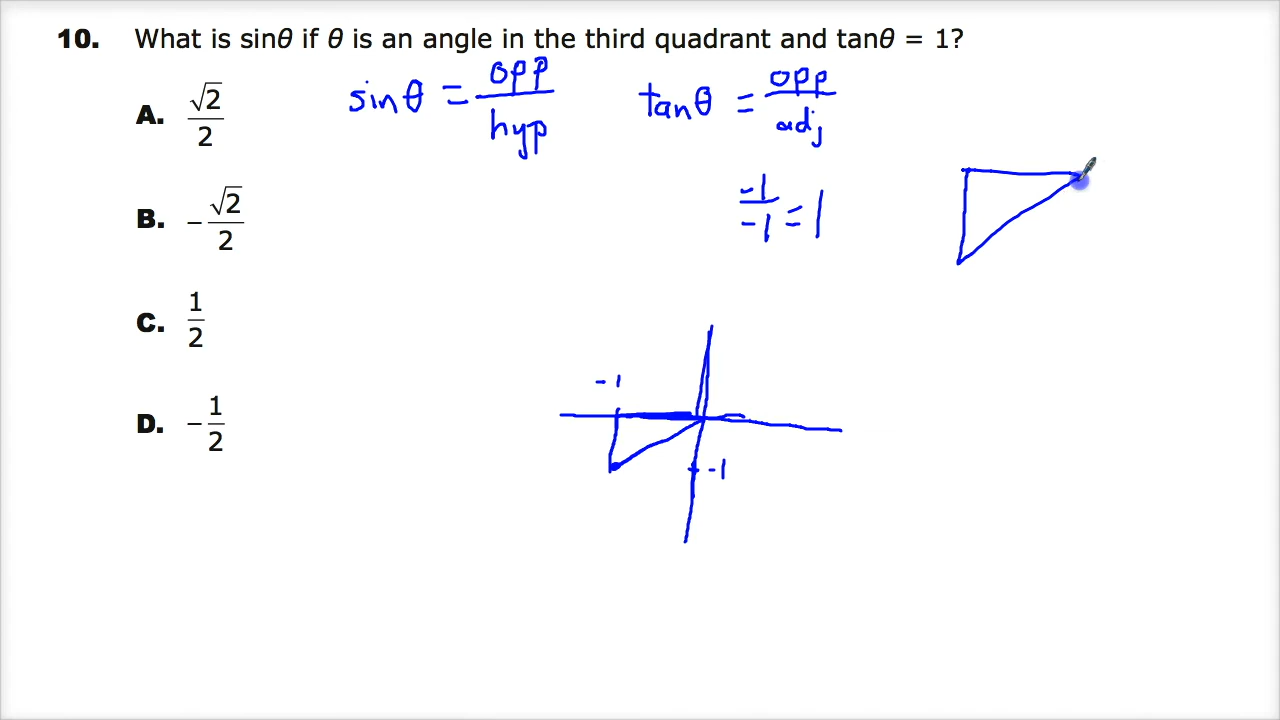 10. What is sinθ if θ is an angle in the third quadrant and tanθ = 1?
sinθ = opp/hyp
tanθ = opp/adj
A. √2/2
-1/-1 = 1
B. -√2/2
C. 1/2
-1
D. -1/2
-1